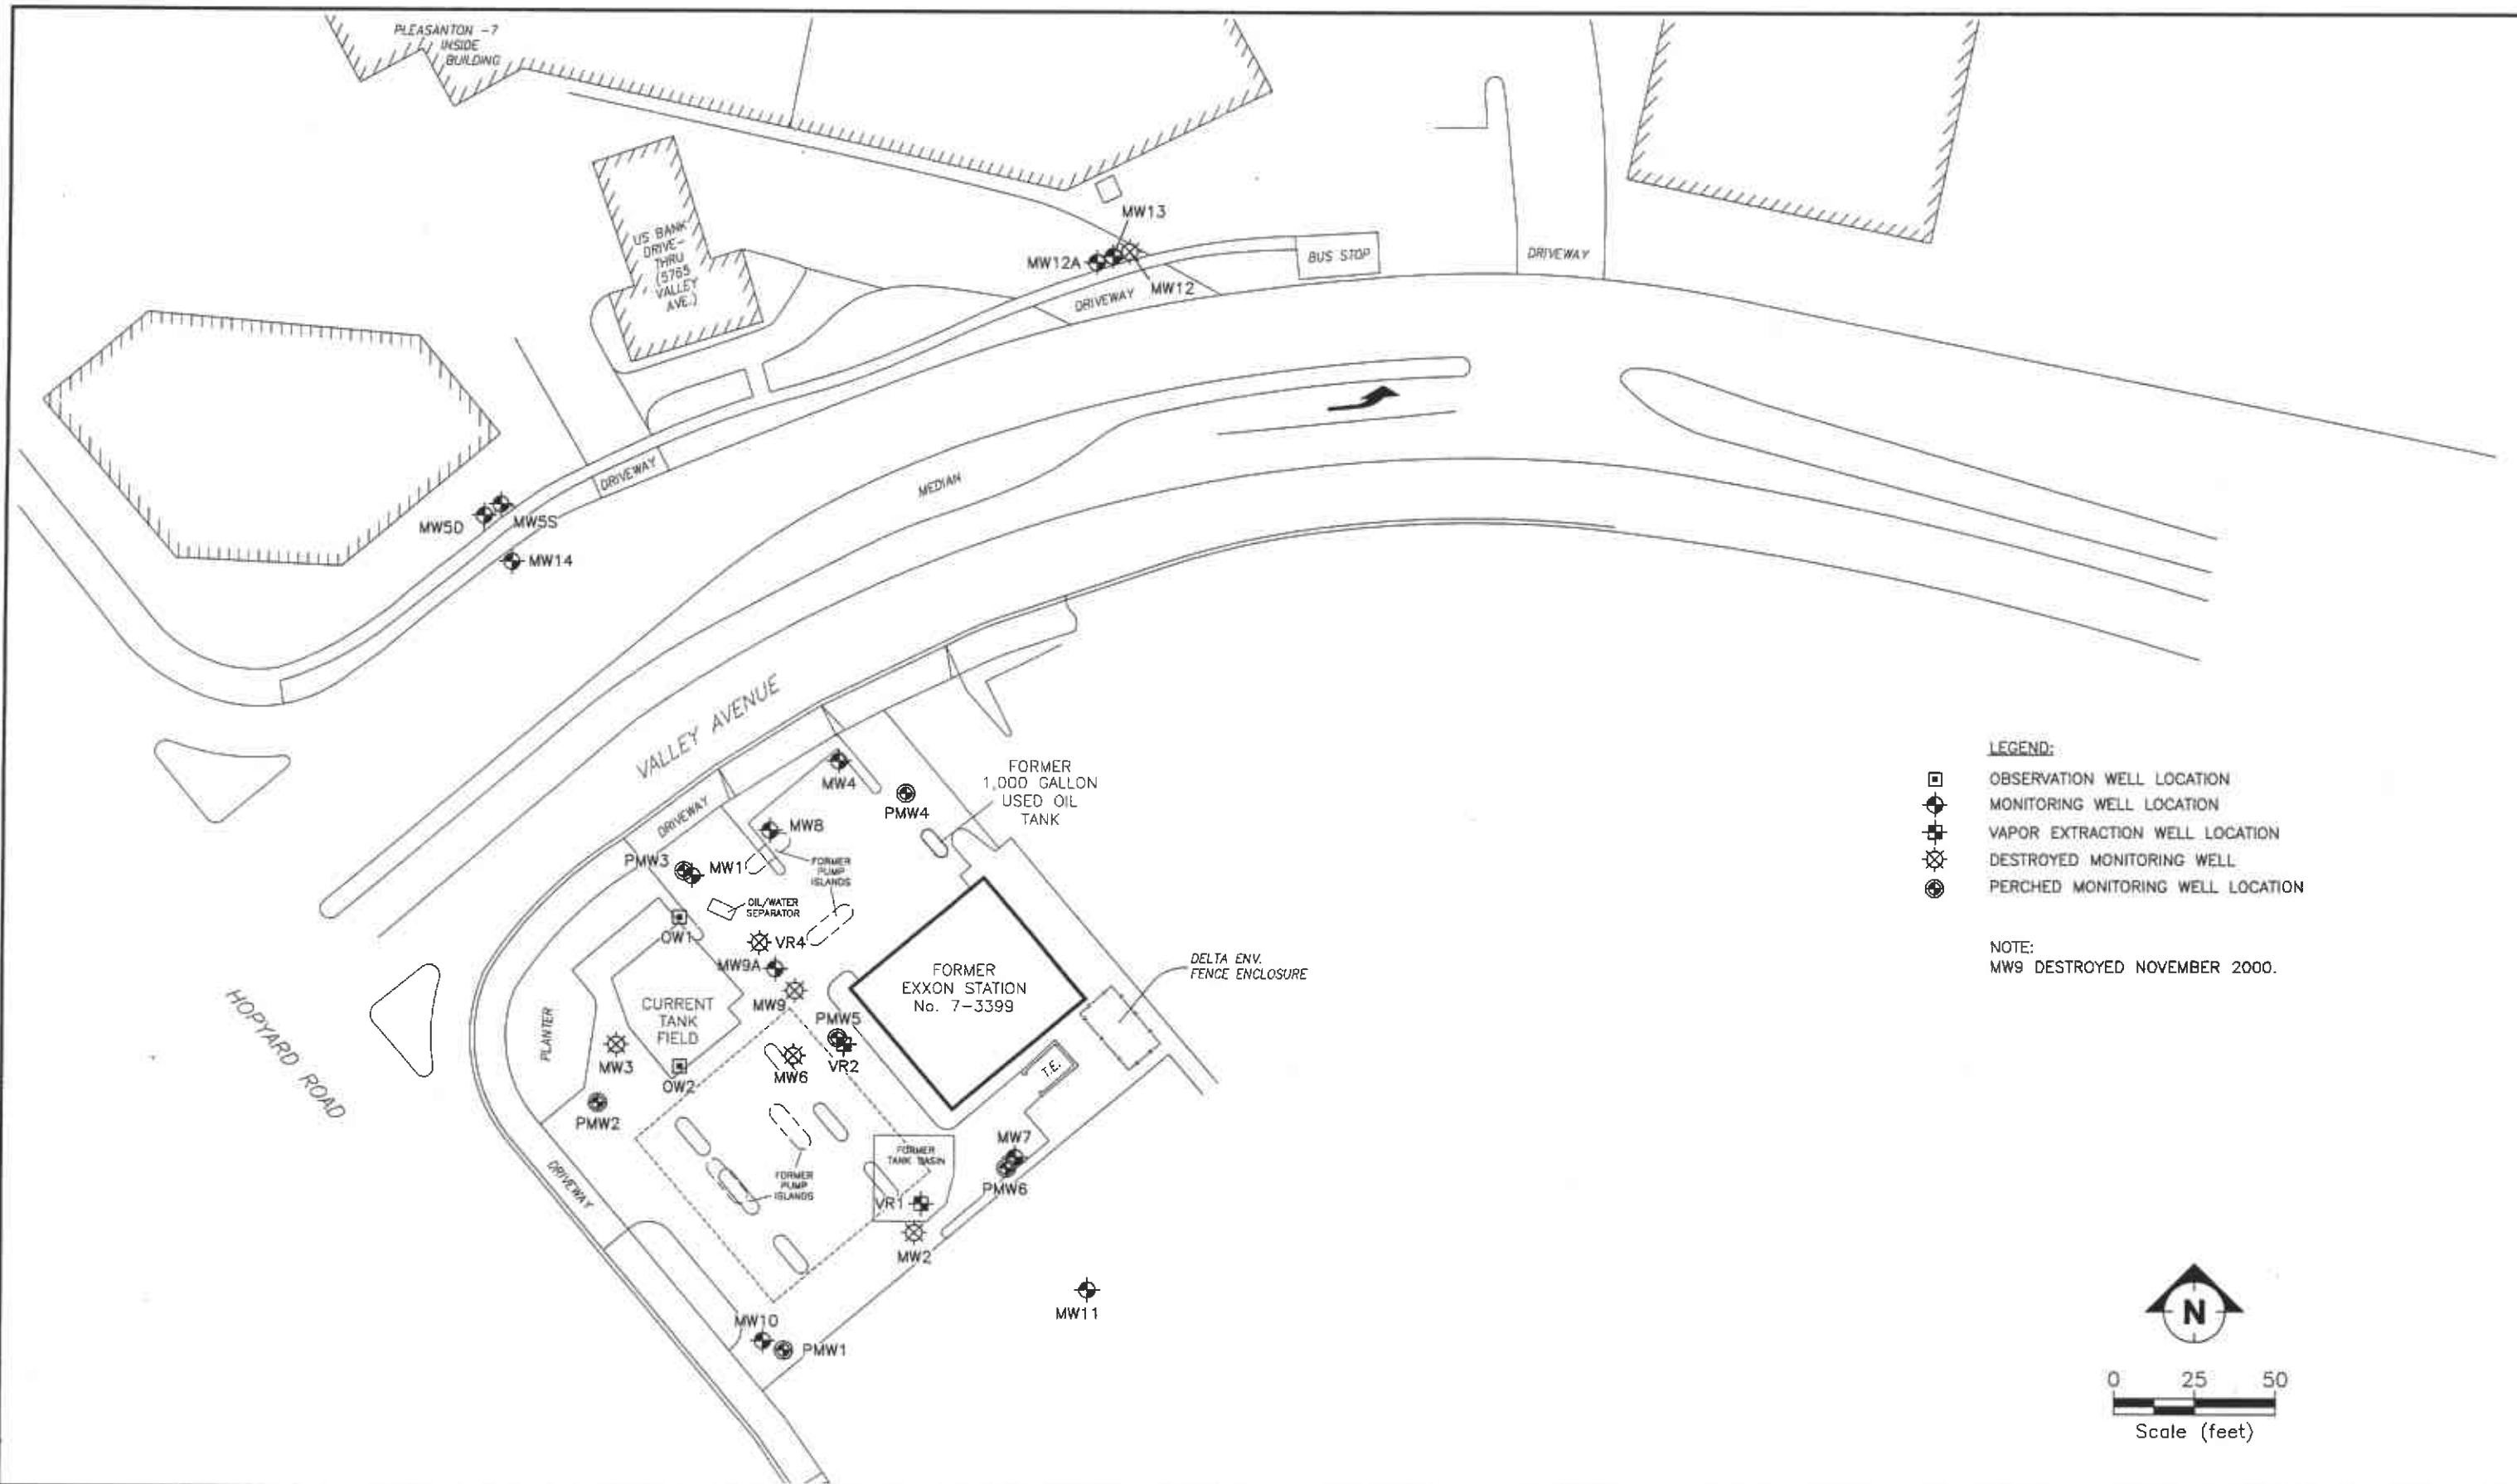 PLEASANTON -7
INSIDE
BUILDING
US BANK
DRIVE-
THRU
(5765
VALLEY
AVE.)
MW13
MW12A
MW12
BUS STOP
DRIVEWAY
DRIVEWAY
DRIVEWAY
MEDIAN
MW5D
MW5S
MW14
VALLEY AVENUE
HOPYARD ROAD
FORMER
1,000 GALLON
USED OIL
TANK
MW4
PMW4
MW8
DRIVEWAY
PMW3
MW1
FORMER
PUMP
ISLANDS
OIL/WATER
SEPARATOR
OW1
VR4
MW9A
MW9
CURRENT
TANK
FIELD
PLANTER
FORMER
EXXON STATION
No. 7-3399
DELTA ENV.
FENCE ENCLOSURE
PMW5
VR2
MW3
MW6
OW2
T.E.
PMW2
FORMER
TANK BASIN
MW7
PMW6
FORMER
PUMP
ISLANDS
DRIVEWAY
VR1
MW2
MW11
MW10
PMW1
LEGEND:
OBSERVATION WELL LOCATION
MONITORING WELL LOCATION
VAPOR EXTRACTION WELL LOCATION
DESTROYED MONITORING WELL
PERCHED MONITORING WELL LOCATION
NOTE:
MW9 DESTROYED NOVEMBER 2000.
N
0 25 50
Scale (feet)